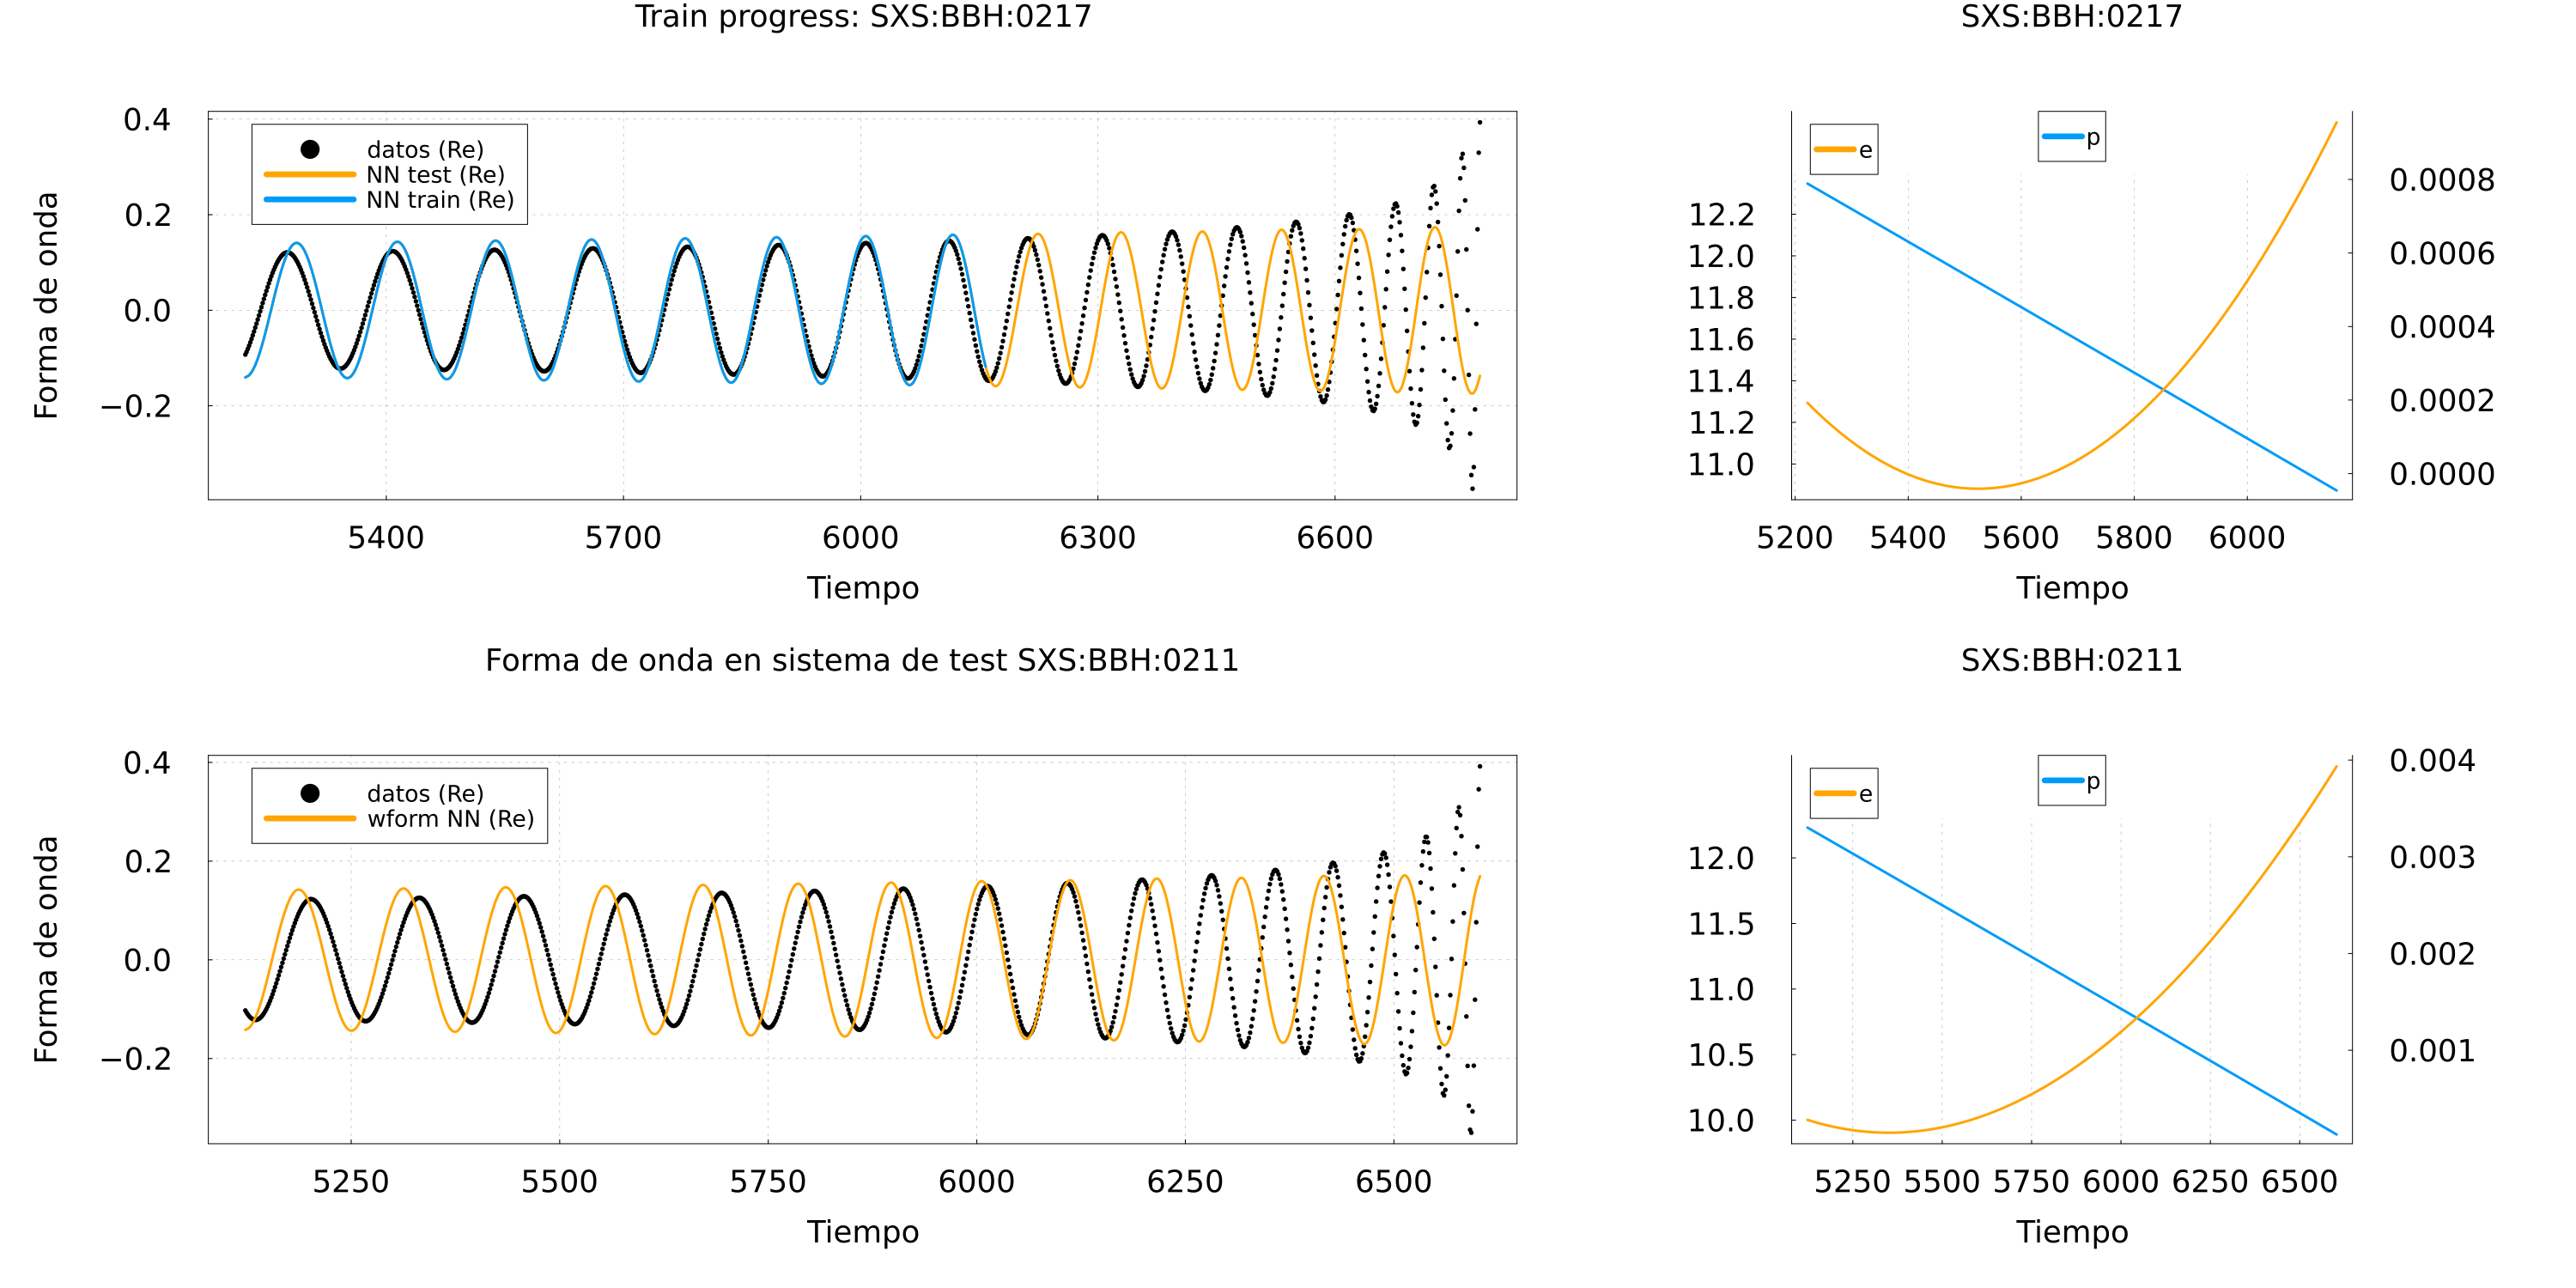 Train progress: SXS:BBH:0217
Forma de onda
0.4
0.2
0.0
−0.2
datos (Re)
NN test (Re)
NN train (Re)
5400 5700 6000 6300 6600
Tiempo
SXS:BBH:0217
e
p
12.2
12.0
11.8
11.6
11.4
11.2
11.0
0.0008
0.0006
0.0004
0.0002
0.0000
5200 5400 5600 5800 6000
Tiempo
Forma de onda en sistema de test SXS:BBH:0211
Forma de onda
0.4
0.2
0.0
−0.2
datos (Re)
wform NN (Re)
5250 5500 5750 6000 6250 6500
Tiempo
SXS:BBH:0211
e
p
12.0
11.5
11.0
10.5
10.0
0.004
0.003
0.002
0.001
5250 5500 5750 6000 6250 6500
Tiempo